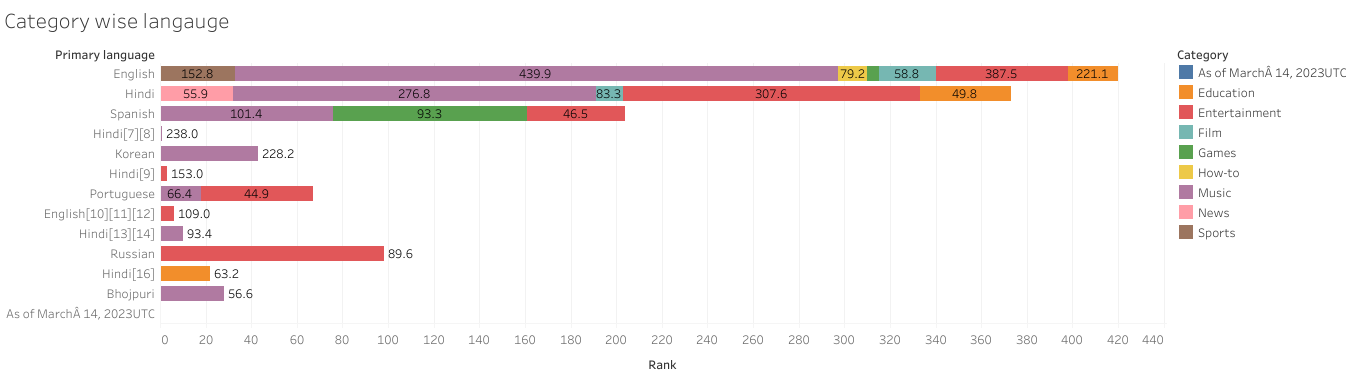 Category wise langauge
Primary language
English 152.8 439.9 79.2 58.8 387.5 221.1
Hindi 55.9 276.8 83.3 307.6 49.8
Spanish 101.4 93.3 46.5
Hindi[7][8] 238.0
Korean 228.2
Hindi[9] 153.0
Portuguese 66.4 44.9
English[10][11][12] 109.0
Hindi[13][14] 93.4
Russian 89.6
Hindi[16] 63.2
Bhojpuri 56.6
As of MarchÂ 14, 2023UTC
0 20 40 60 80 100 120 140 160 180 200 220 240 260 280 300 320 340 360 380 400 420 440
Rank
Category
As of MarchÂ 14, 2023UTC
Education
Entertainment
Film
Games
How-to
Music
News
Sports